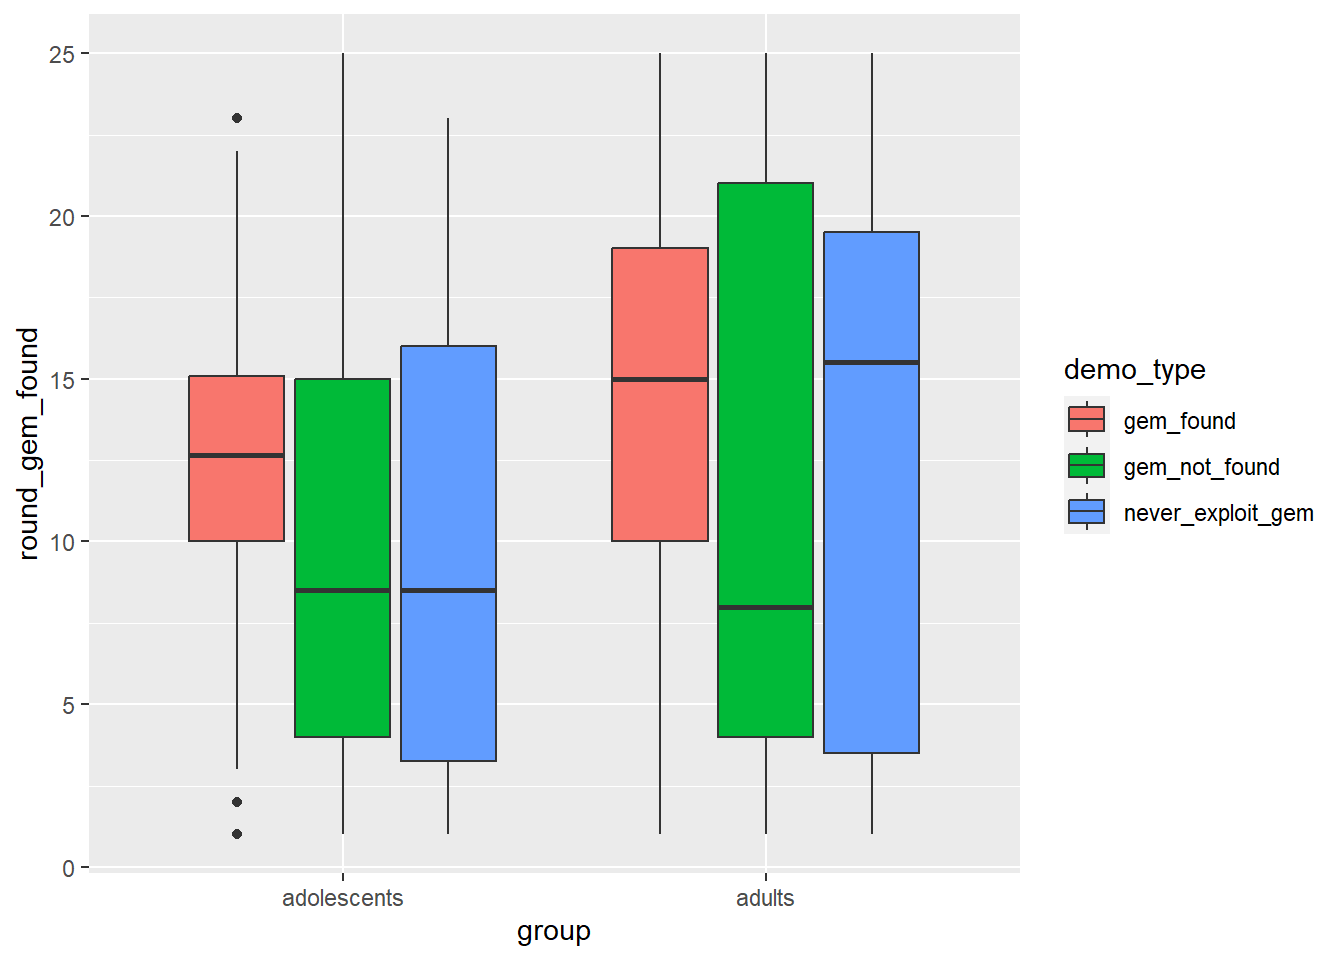 round_gem_found
25
20
15
10
5
0
adolescents
adults
group
demo_type
gem_found
gem_not_found
never_exploit_gem